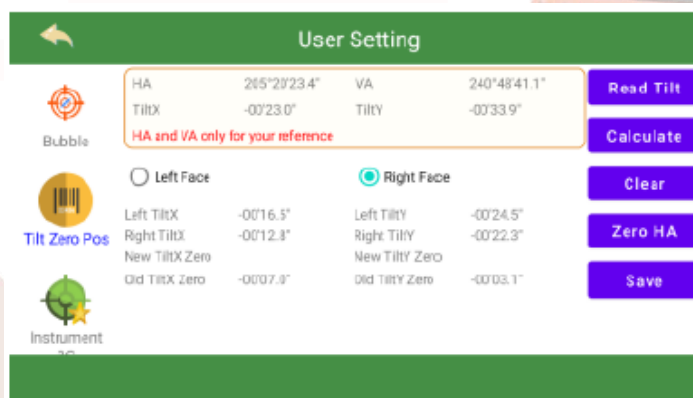 User Setting
HA 205°20'23.4" VA 240°48'41.1"
TiltX -00'23.0" TiltY -00'33.9"
HA and VA only for your reference
Bubble
Tilt Zero Pos
Instrument
Left Face Right Face
Left TiltX -00'16.5" Left TiltY -00'24.5"
Right TiltX -00'12.8" Right TiltY -00'22.3"
New TiltX Zero New TiltY Zero
Old TiltX Zero -00'07.0" Old TiltY Zero -00'03.1"
Read Tilt
Calculate
Clear
Zero HA
Save